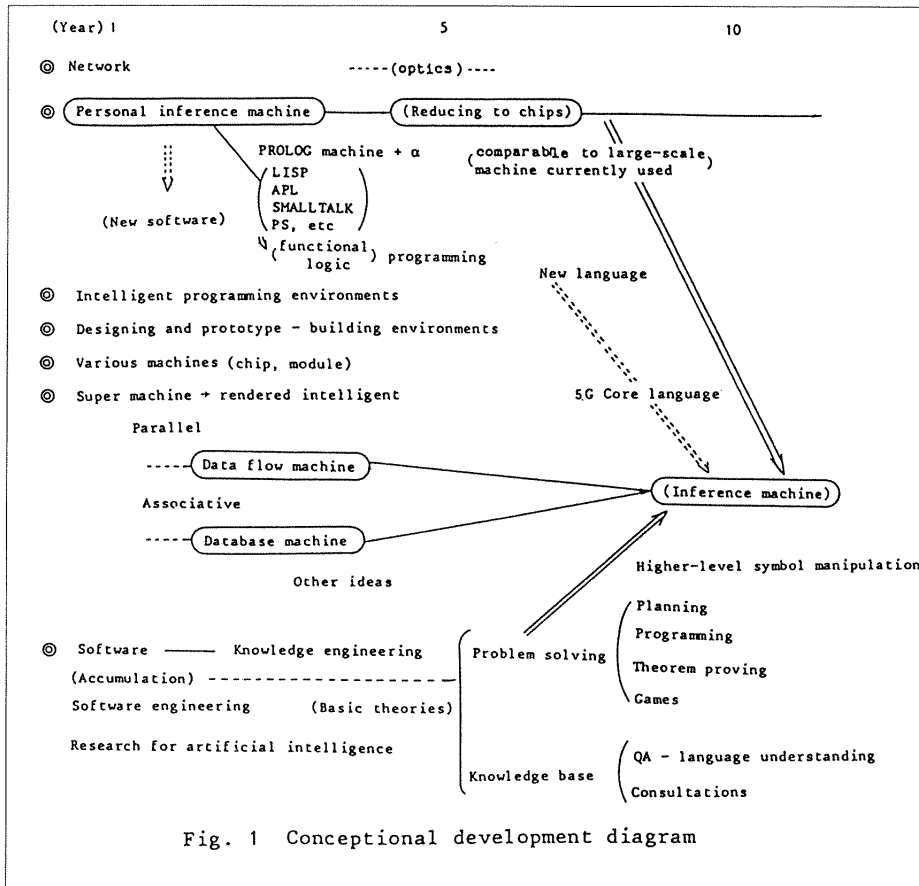 (Year) 1 5 10
◎ Network -----(optics)----
◎ Personal inference machine (Reducing to chips)
PROLOG machine + α
(comparable to large-scale machine currently used)
LISP
APL
SMALLTALK
PS, etc
(New software)
(functional logic) programming
New language
◎ Intelligent programming environments
◎ Designing and prototype - building environments
◎ Various machines (chip, module)
◎ Super machine → rendered intelligent
5G Core language
Parallel
Data flow machine
(Inference machine)
Associative
Database machine
Other ideas
Higher-level symbol manipulation
Planning
Programming
◎ Software Knowledge engineering
Problem solving
Theorem proving
(Accumulation)
Games
Software engineering (Basic theories)
Research for artificial intelligence
QA - language understanding
Knowledge base
Consultations
Fig. 1 Conceptional development diagram